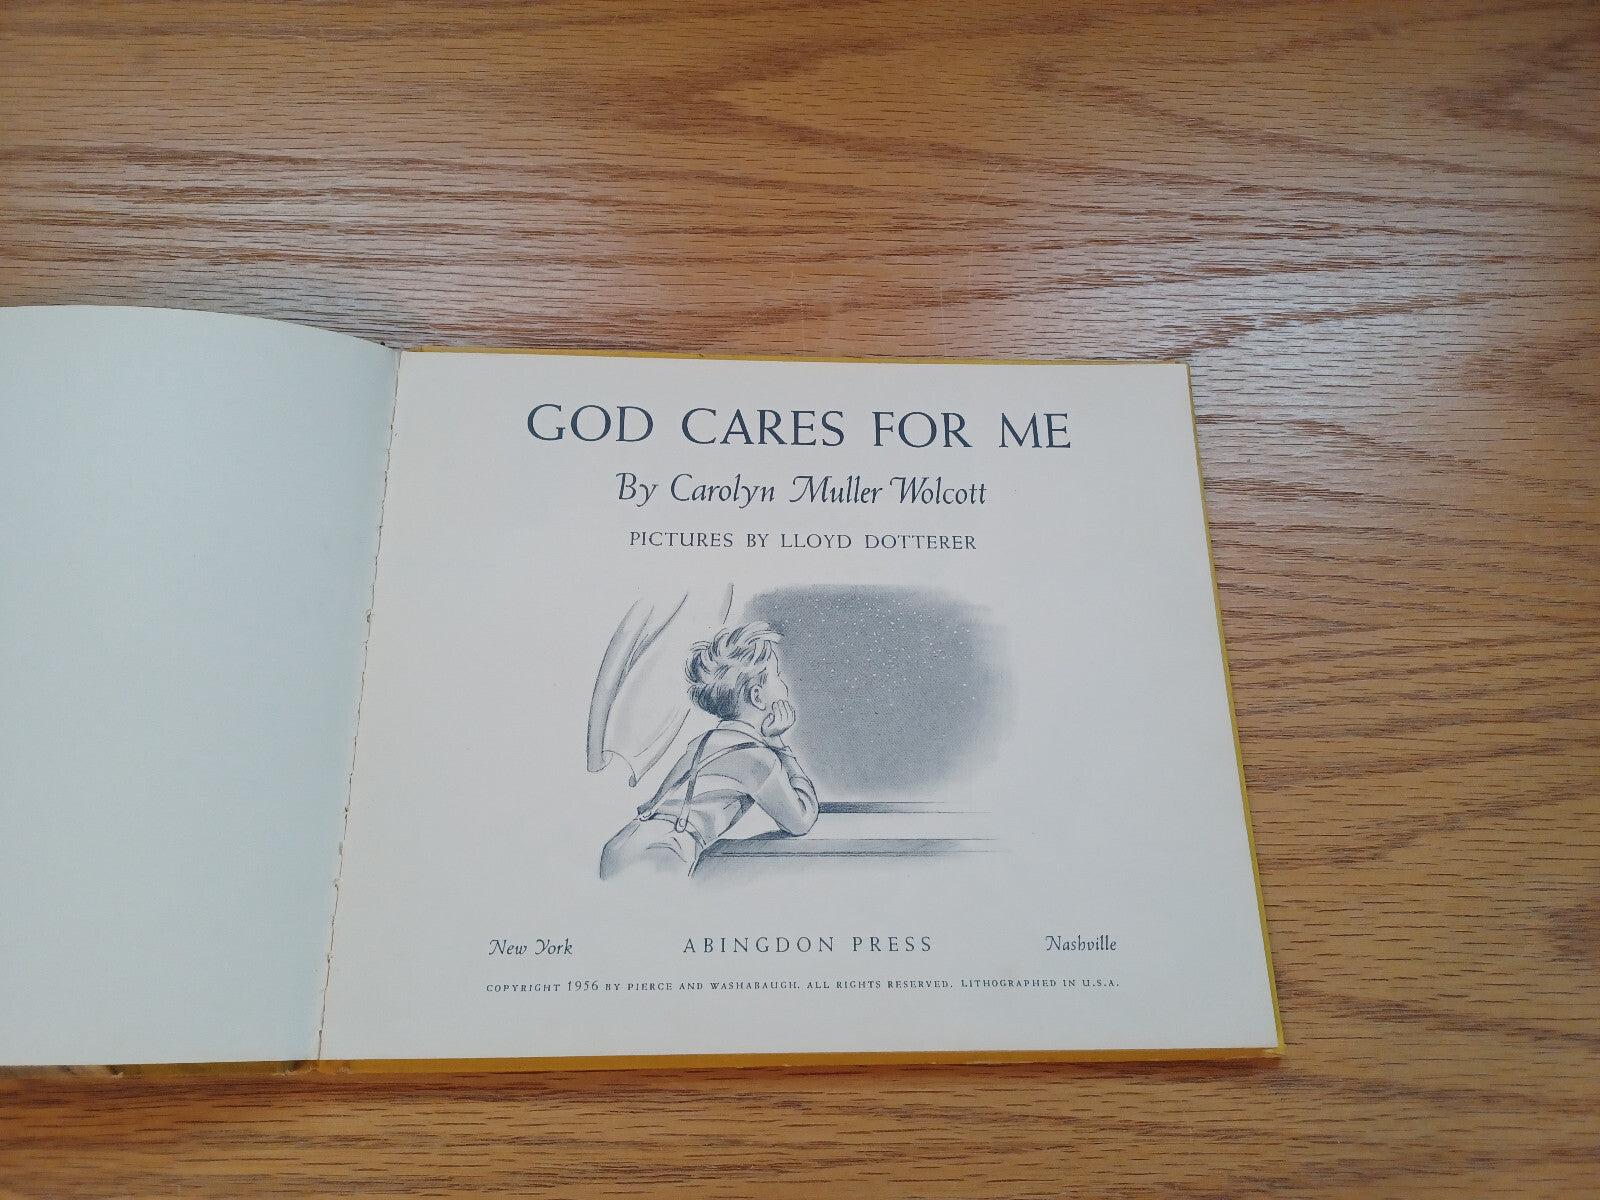 GOD CARES FOR ME
By Carolyn Muller Wolcott
PICTURES BY LLOYD DOTTERER
New York ABINGDON PRESS Nashville
COPYRIGHT 1956 BY PIERCE AND WASHABAUGH. ALL RIGHTS RESERVED. LITHOGRAPHED IN U.S.A.